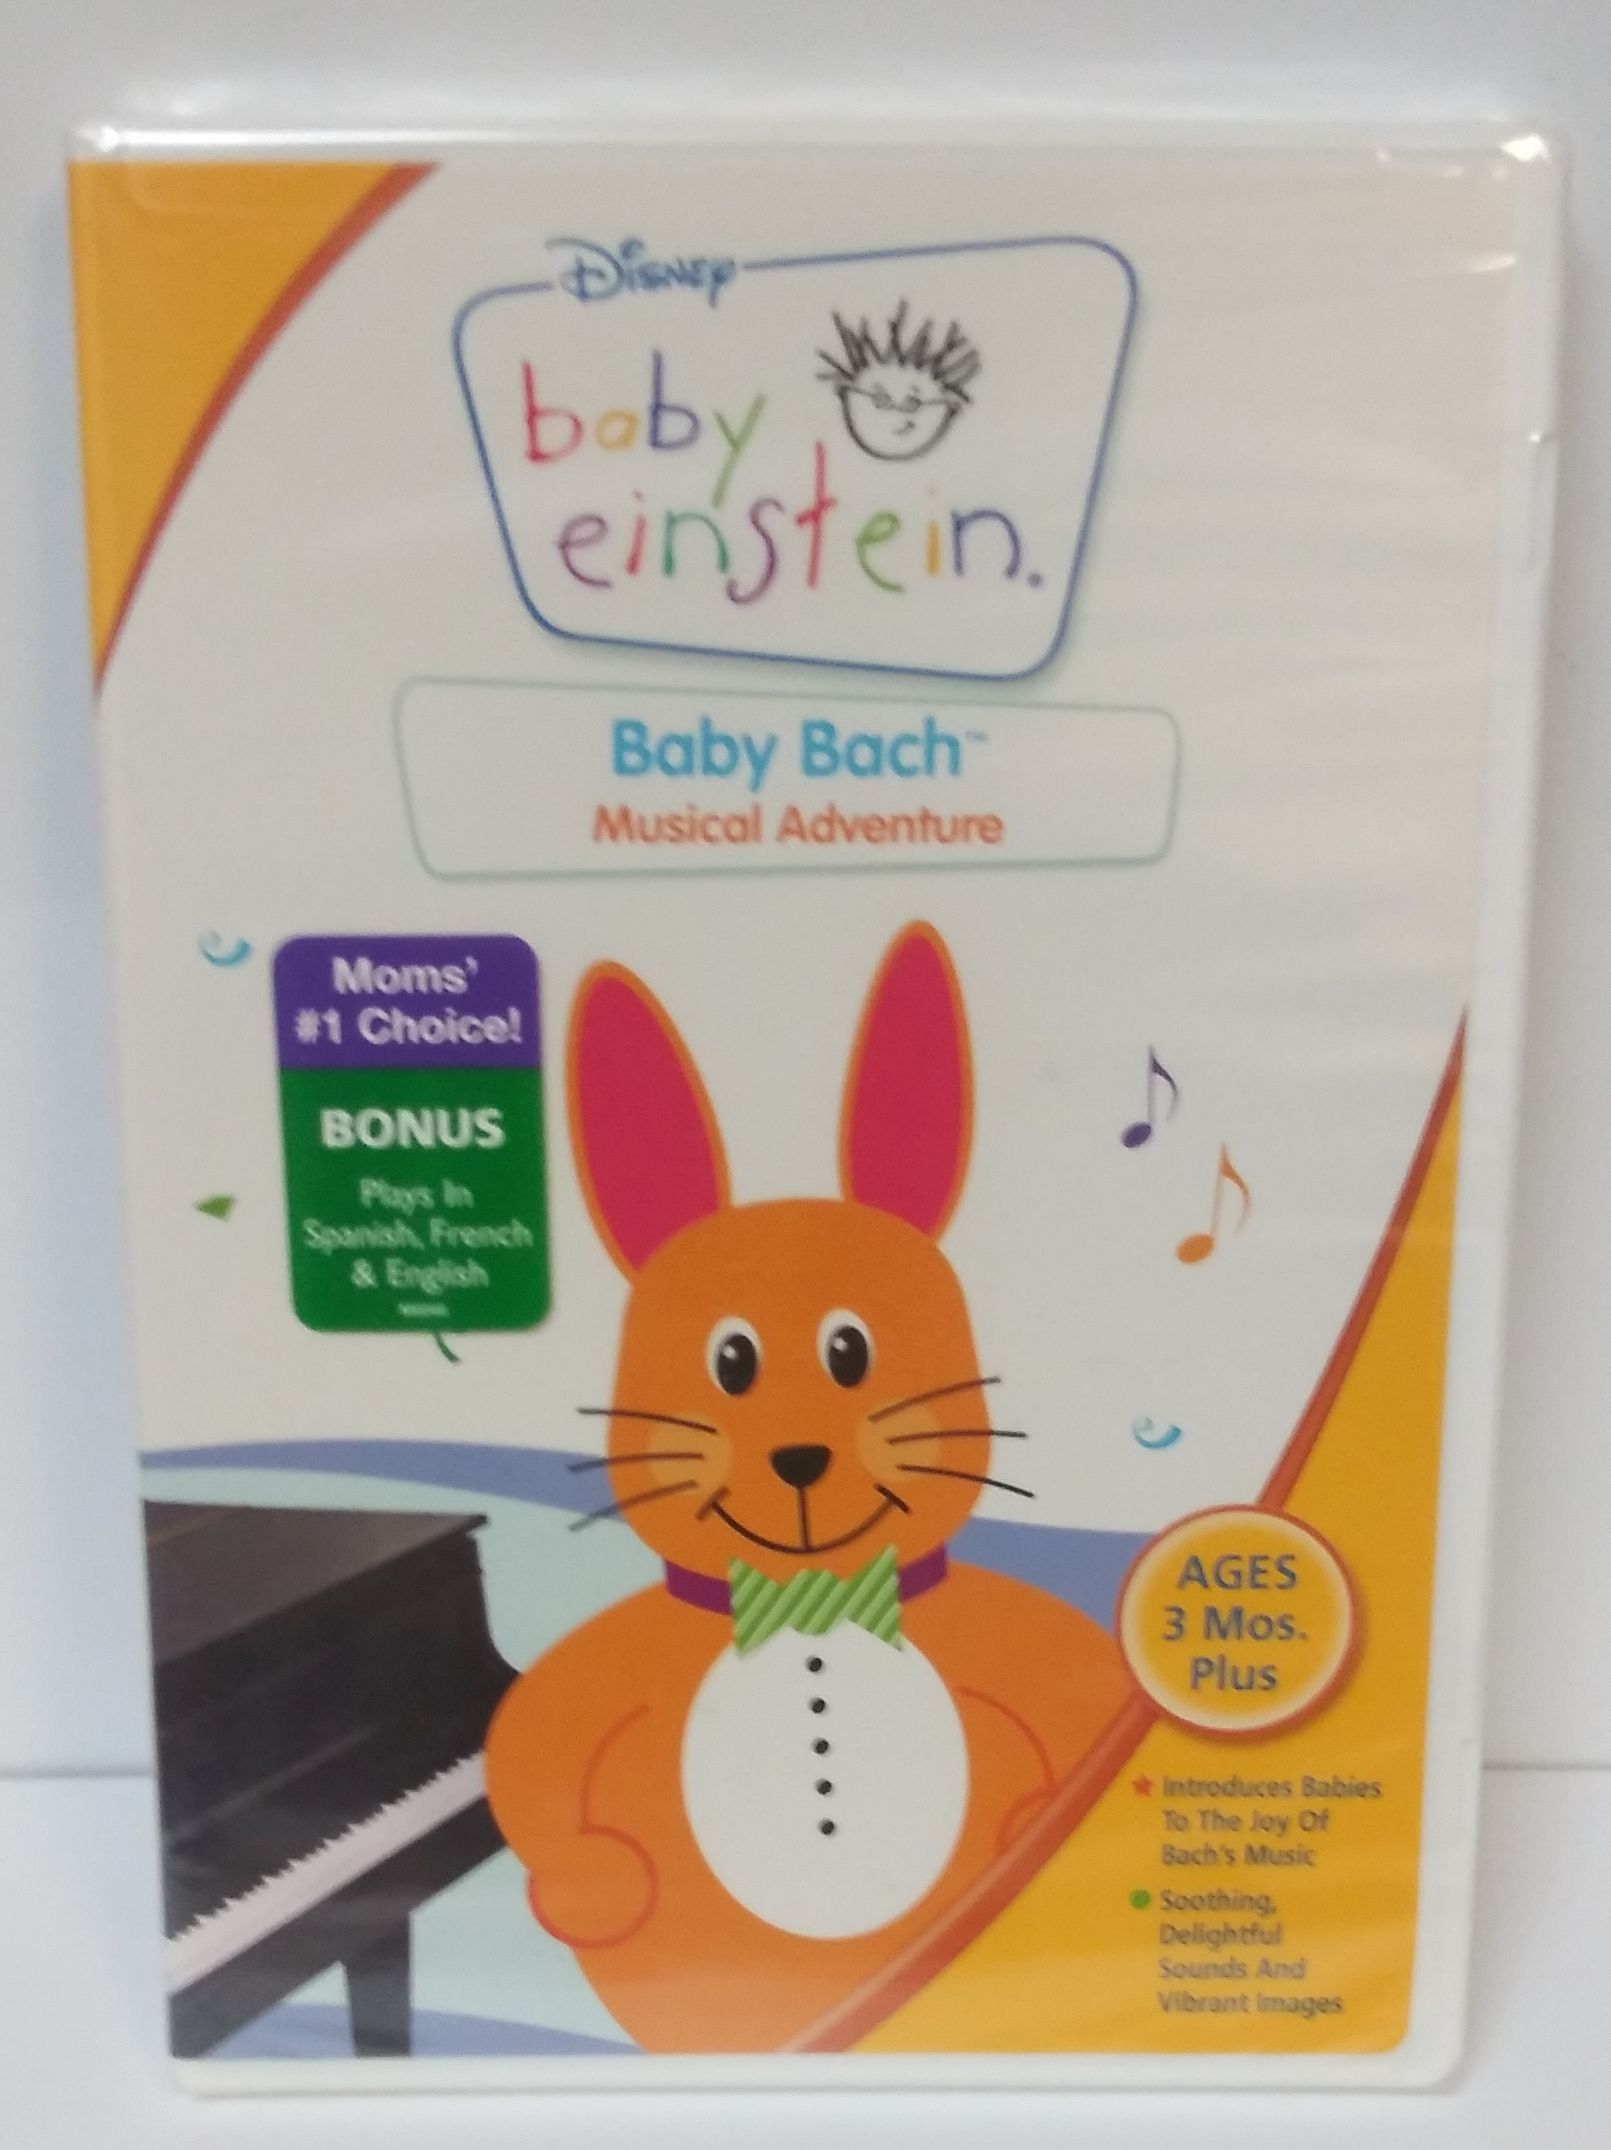 Disney
baby
einstein.
Baby Bach™
Musical Adventure
Moms'
#1 Choice!
BONUS
Plays In
Spanish, French
& English
AGES
3 Mos.
Plus
Introduces Babies
To The Joy Of
Bach's Music
Soothing,
Delightful
Sounds And
Vibrant Images